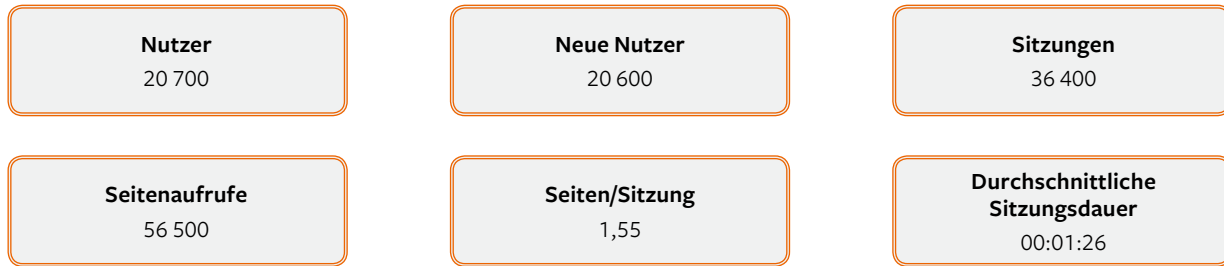 Nutzer
20 700
Neue Nutzer
20 600
Sitzungen
36 400
Seitenaufrufe
56 500
Seiten/Sitzung
1,55
Durchschnittliche
Sitzungsdauer
00:01:26